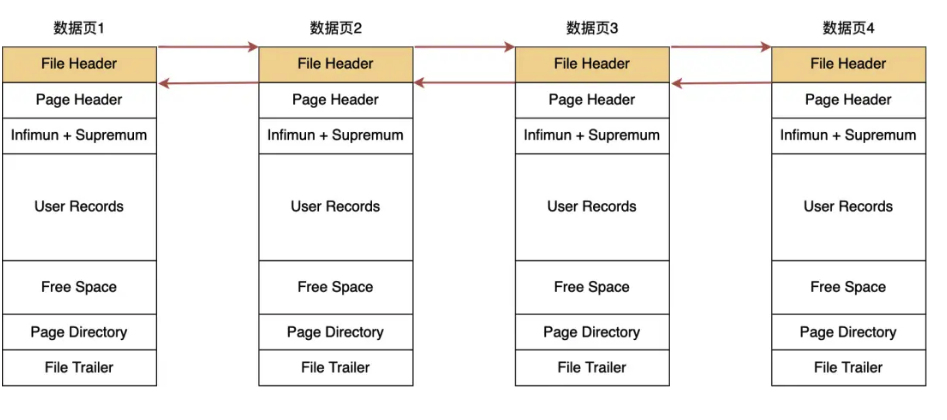 数据页1 数据页2 数据页3 数据页4
File Header File Header File Header File Header
Page Header Page Header Page Header Page Header
Infimun + Supremum Infimun + Supremum Infimun + Supremum Infimun + Supremum
User Records User Records User Records User Records
Free Space Free Space Free Space Free Space
Page Directory Page Directory Page Directory Page Directory
File Trailer File Trailer File Trailer File Trailer